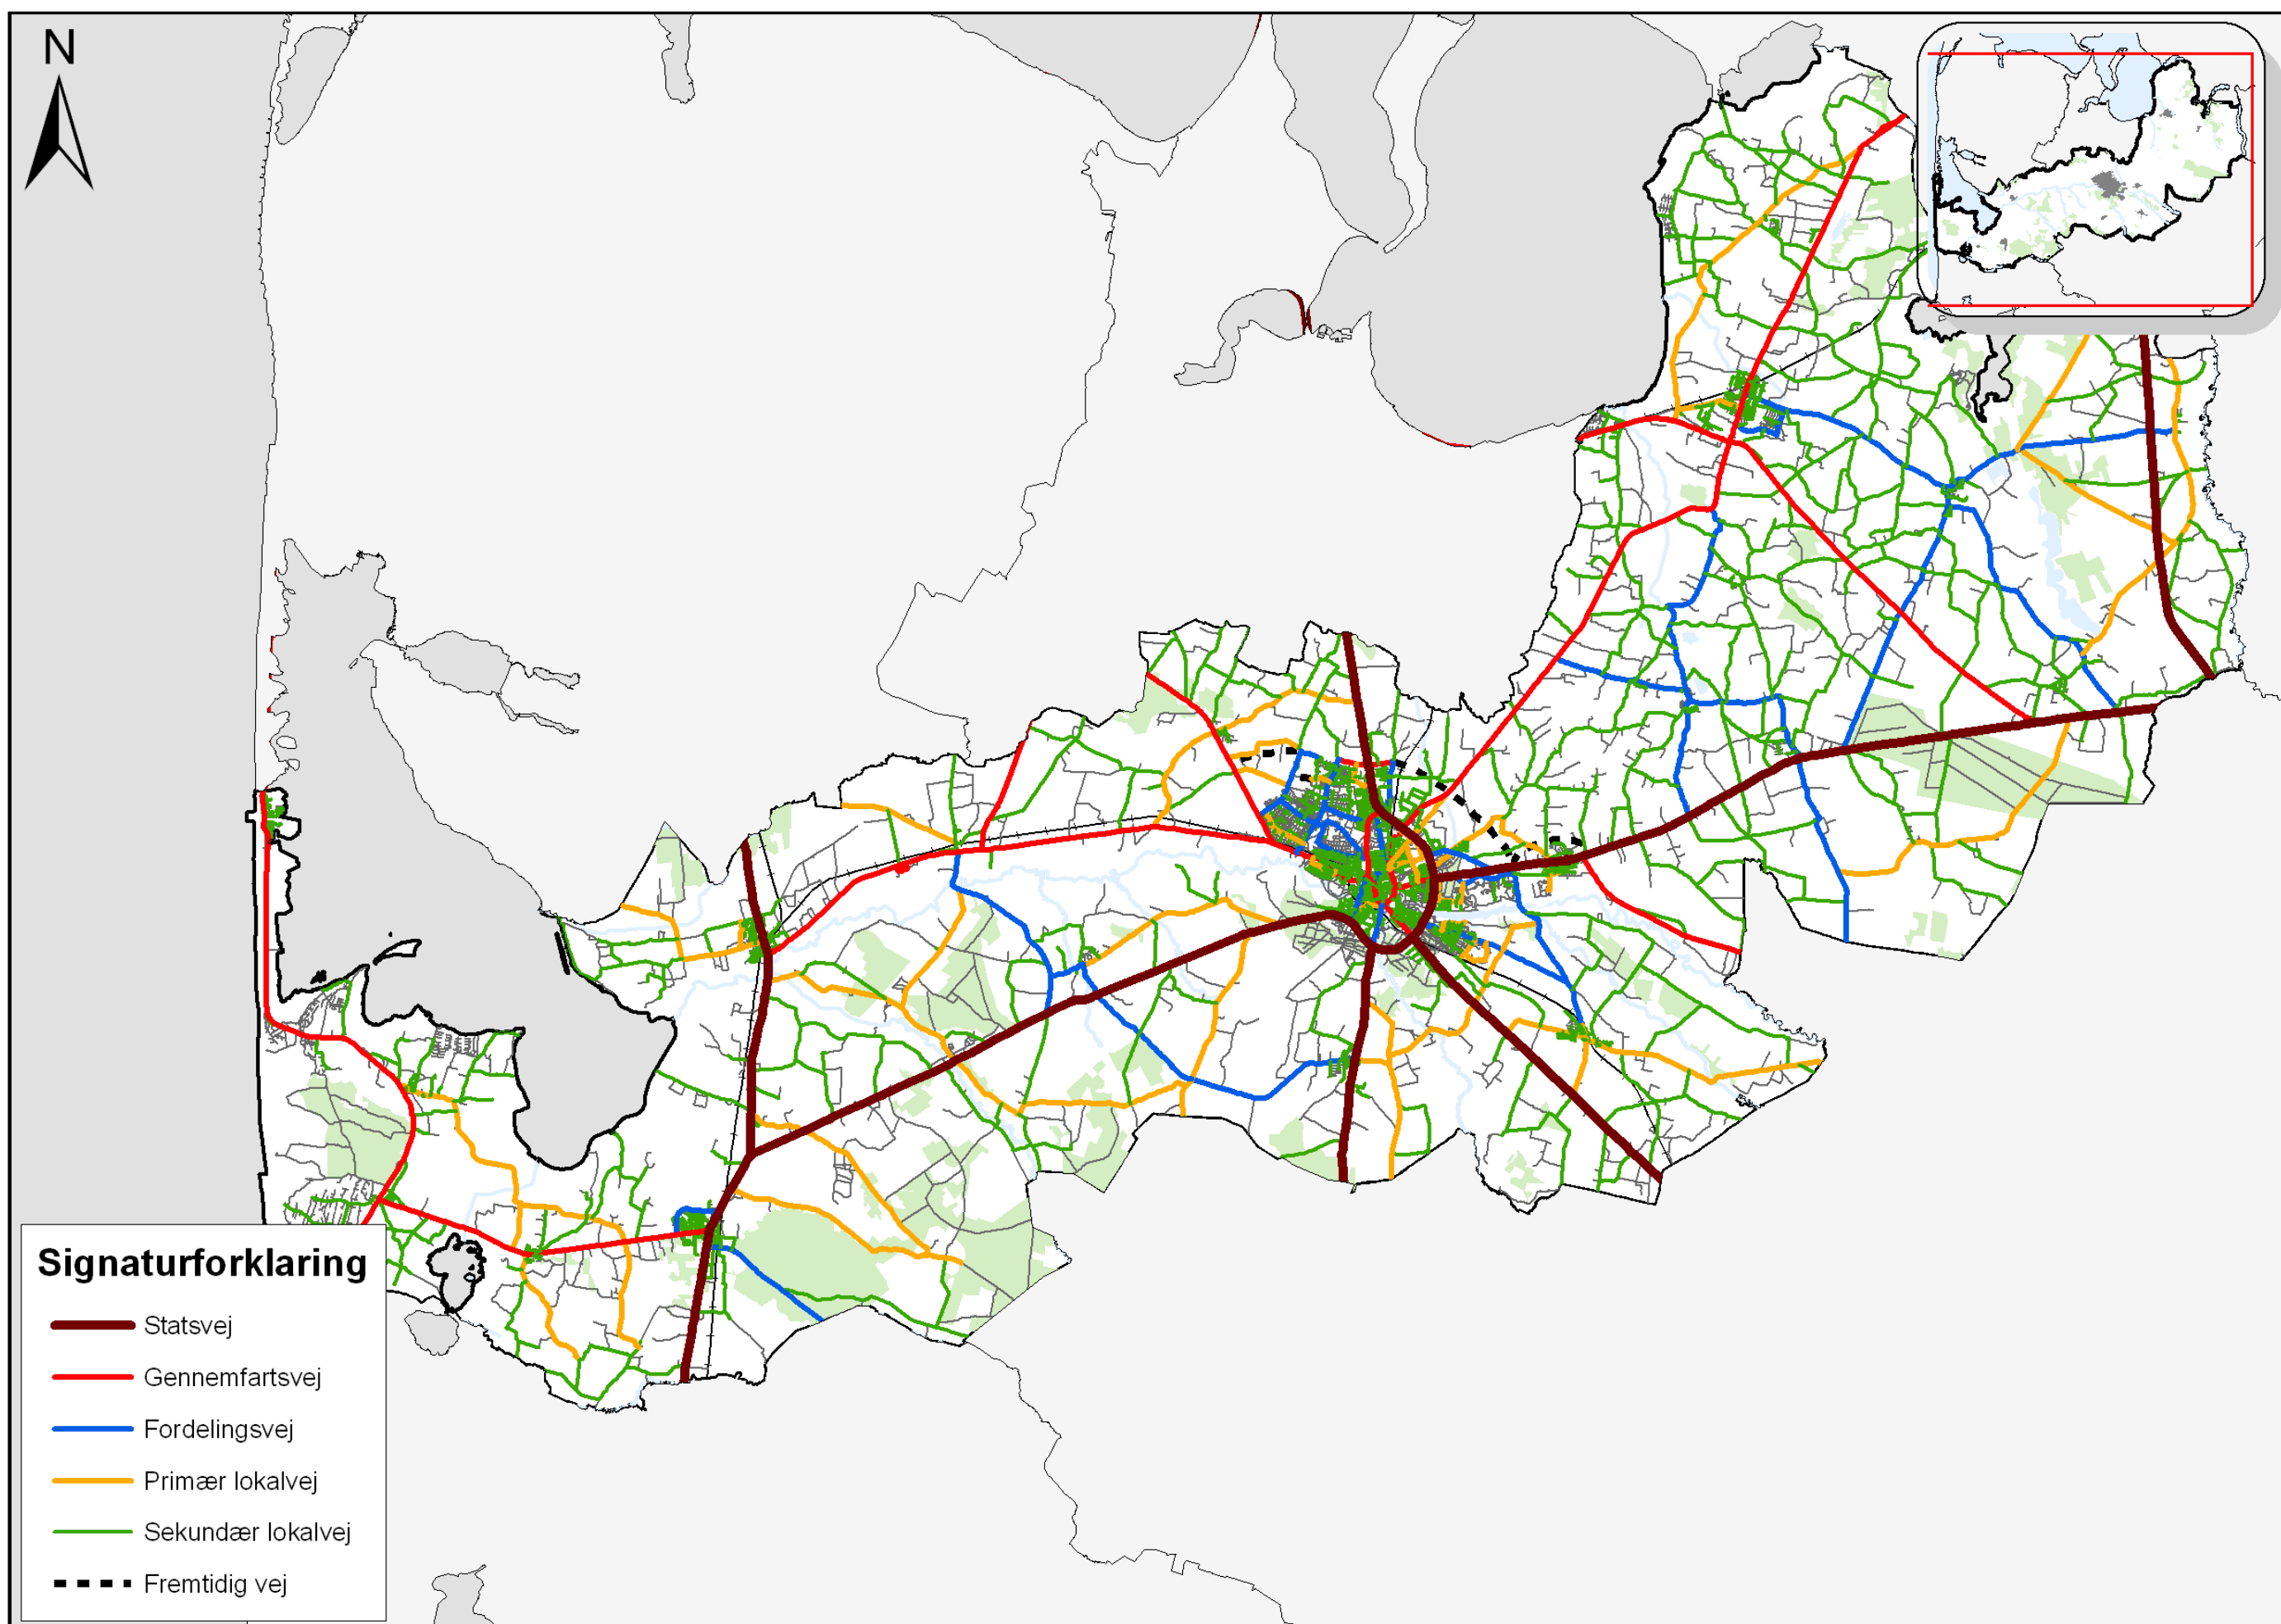 N
Signaturforklaring
Statsvej
Gennemfartsvej
Fordelingsvej
Primær lokalvej
Sekundær lokalvej
Fremtidig vej